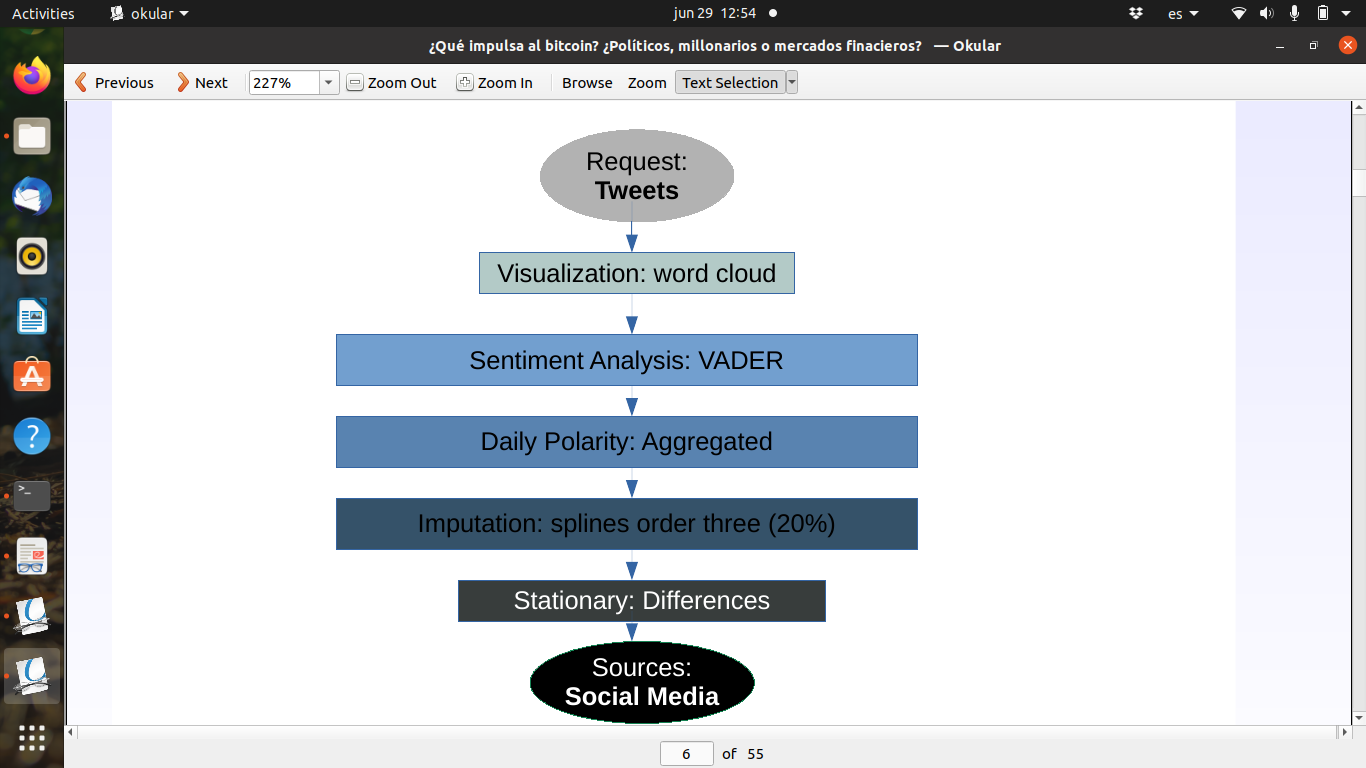 Activities
okular
jun 29 12:54
es
¿Qué impulsa al bitcoin? ¿Políticos, millonarios o mercados finacieros? — Okular
Previous
Next
227%
Zoom Out
Zoom In
Browse
Zoom
Text Selection
Request:
Tweets
Visualization: word cloud
Sentiment Analysis: VADER
Daily Polarity: Aggregated
Imputation: splines order three (20%)
Stationary: Differences
Sources:
Social Media
6 of 55